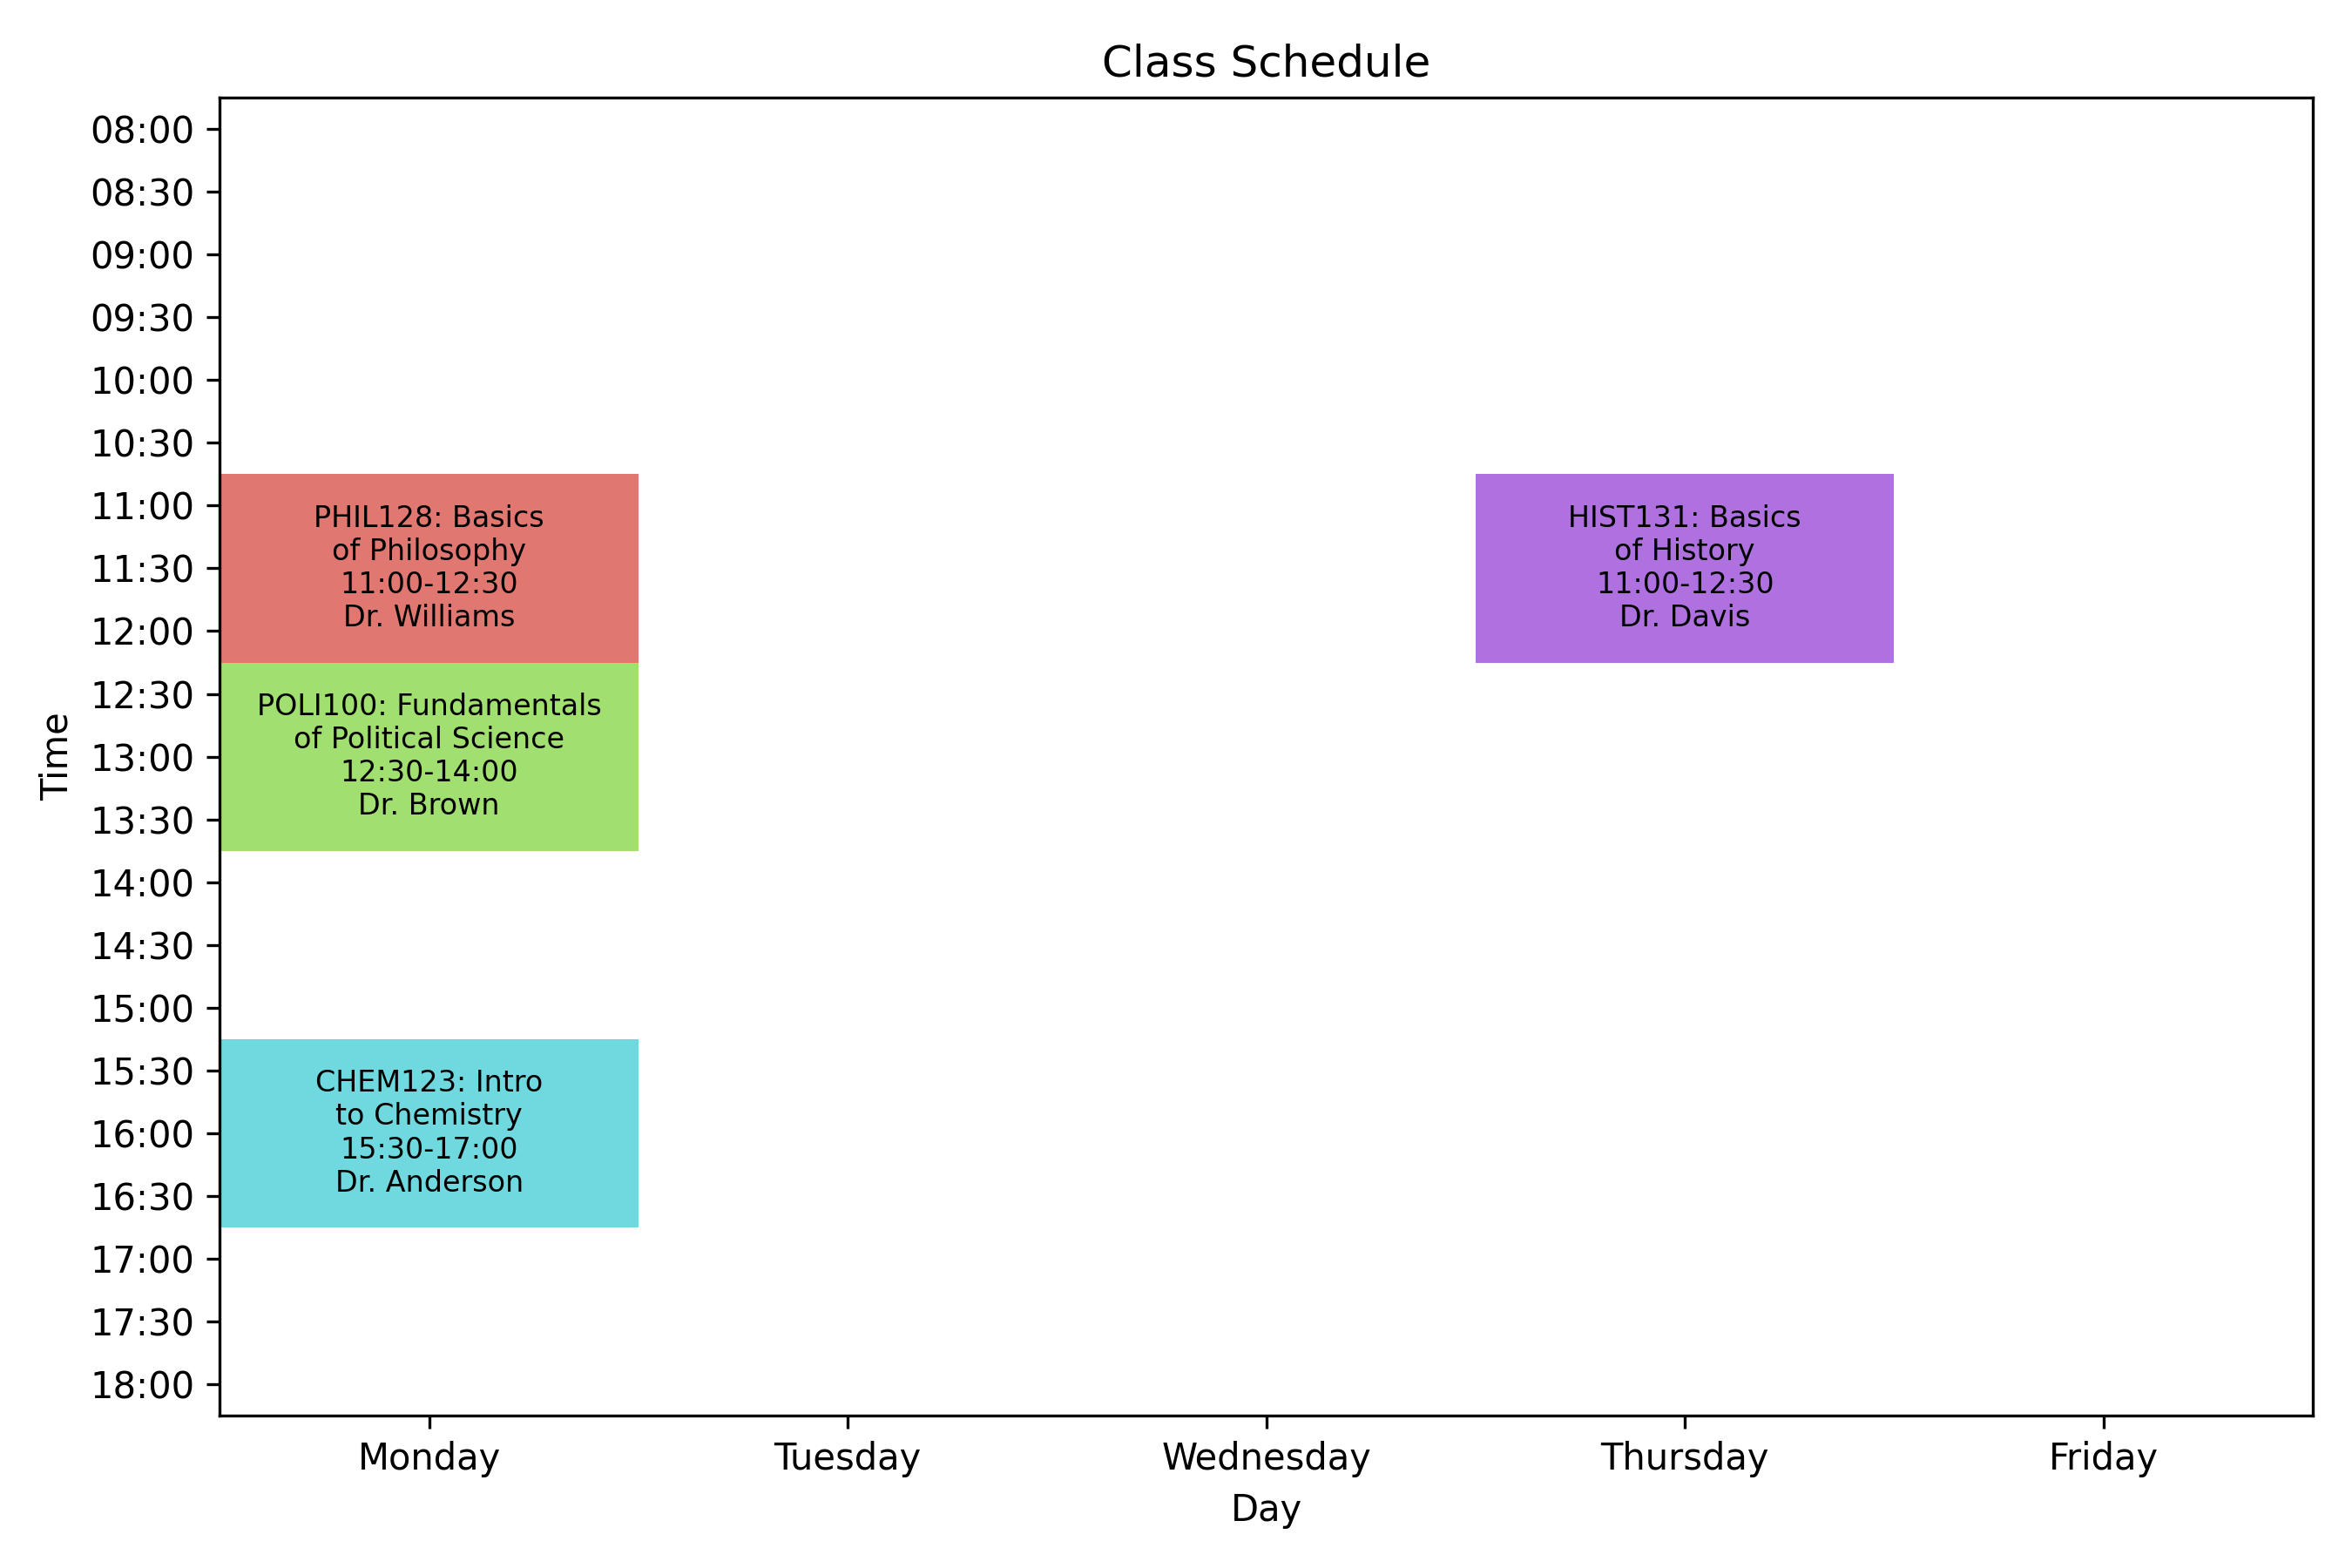 Class Schedule
Time
08:00
08:30
09:00
09:30
10:00
10:30
11:00
11:30
12:00
12:30
13:00
13:30
14:00
14:30
15:00
15:30
16:00
16:30
17:00
17:30
18:00
PHIL128: Basics
of Philosophy
11:00-12:30
Dr. Williams
POLI100: Fundamentals
of Political Science
12:30-14:00
Dr. Brown
CHEM123: Intro
to Chemistry
15:30-17:00
Dr. Anderson
HIST131: Basics
of History
11:00-12:30
Dr. Davis
Monday
Tuesday
Wednesday
Thursday
Friday
Day